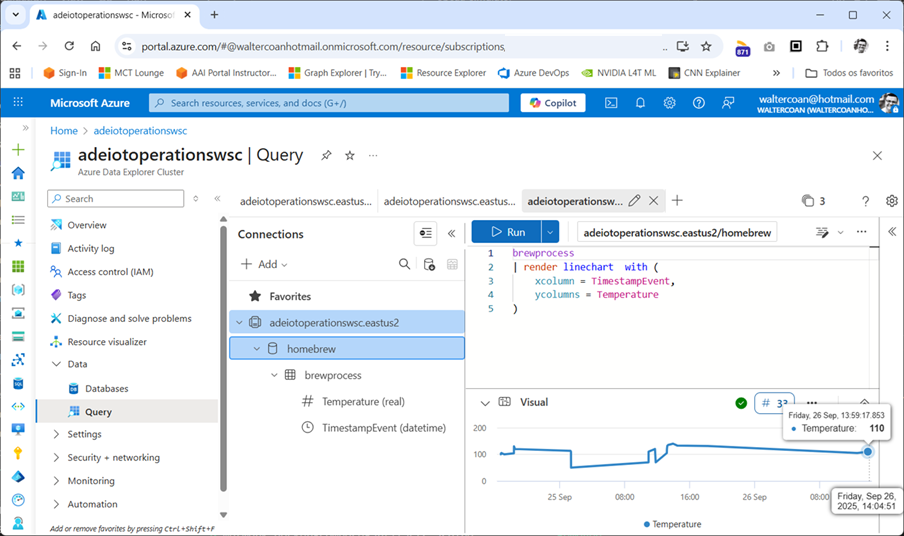 adeiotoperationswsc - Microsof
portal.azure.com/#@waltercoanhotmail.onmicrosoft.com/resource/subscriptions,
..
871
Sign-In
MCT Lounge
AAI Portal Instructor...
Graph Explorer | Try...
Resource Explorer
Azure DevOps
NVIDIA L4T ML
CNN Explainer
»
Todos os favoritos
Microsoft Azure
Search resources, services, and docs (G+/)
Copilot
waltercoan@hotmail.com
WALTERCOAN (WALTERCOANHO...
Home > adeiotoperationswsc
adeiotoperationswsc | Query
...
Azure Data Explorer Cluster
Search
Overview
Activity log
Access control (IAM)
Tags
Diagnose and solve problems
Resource visualizer
Data
Databases
Query
Settings
Security + networking
Monitoring
Automation
Add or remove favorites by pressing Ctrl+Shift+F
adeiotoperationswsc.eastus...
adeiotoperationswsc.eastus...
adeiotoperationsw...
3
Connections
Add
Favorites
adeiotoperationswsc.eastus2
homebrew
brewprocess
Temperature (real)
TimestampEvent (datetime)
Run
adeiotoperationswsc.eastus2/homebrew
...
1 brewprocess
2 | render linechart with (
3 xcolumn = TimestampEvent,
4 ycolumns = Temperature
5 )
Visual
# 33
Friday, 26 Sep, 13:59:17.853
Temperature: 110
200
100
0
25 Sep
08:00
16:00
26 Sep
08:00
Friday, Sep 26,
2025, 14:04:51
Temperature